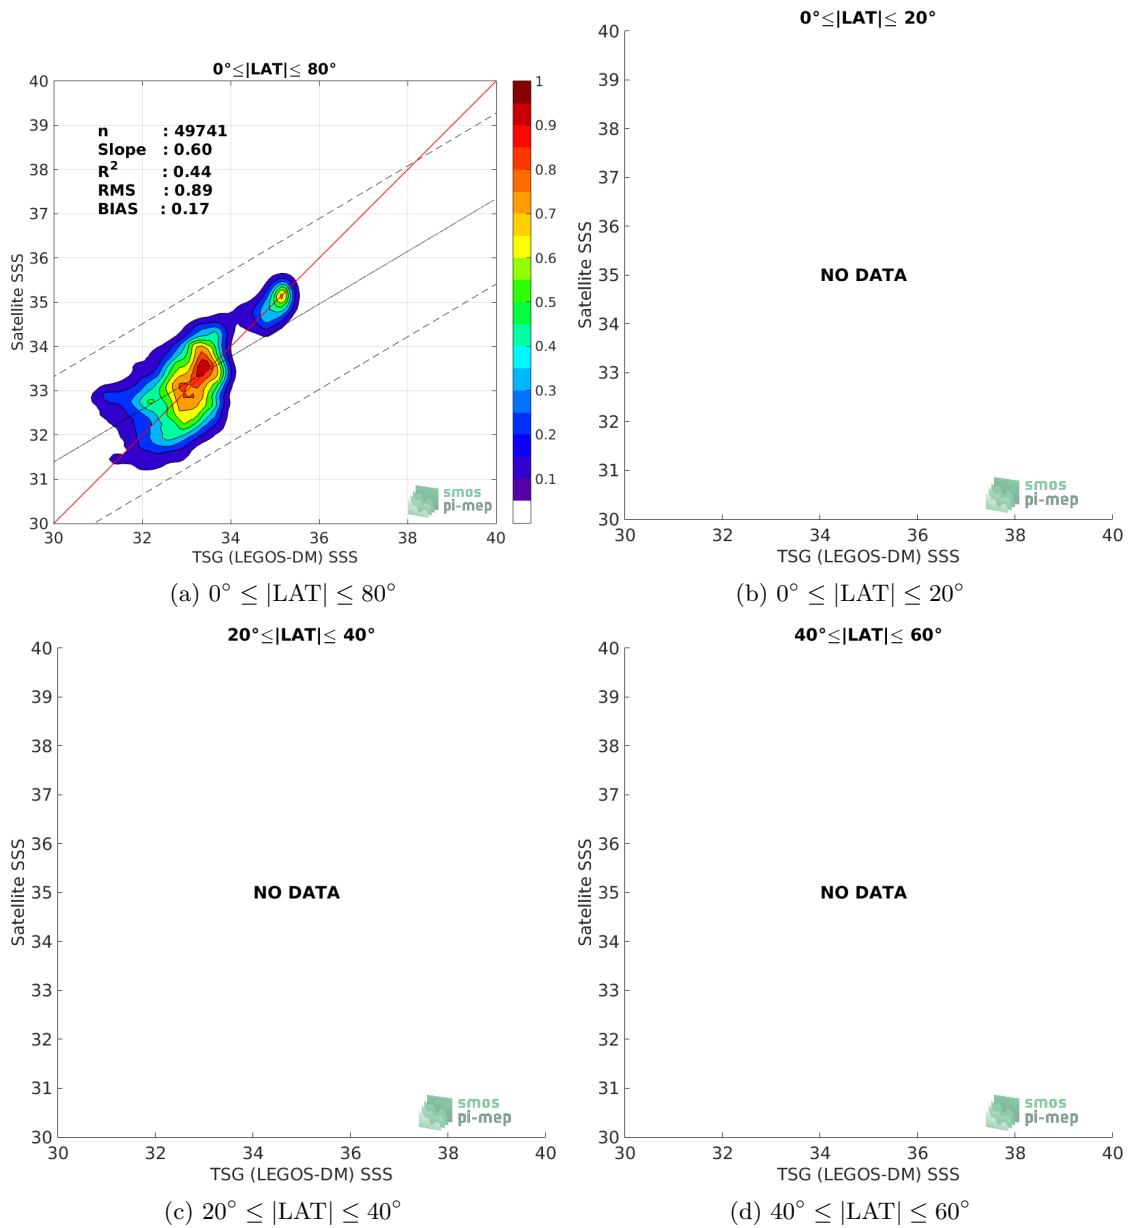 0°≤|LAT|≤ 80°
40
39
38
37
36
35
34
33
32
31
30
Satellite SSS
n : 49741
Slope : 0.60
R2 : 0.44
RMS : 0.89
BIAS : 0.17
1
0.9
0.8
0.7
0.6
0.5
0.4
0.3
0.2
0.1
smos
pi-mep
30 32 34 36 38 40
TSG (LEGOS-DM) SSS
(a) 0° ≤ |LAT| ≤ 80°
0°≤|LAT|≤ 20°
40
39
38
37
36
35
34
33
32
31
30
Satellite SSS
NO DATA
smos
pi-mep
30 32 34 36 38 40
TSG (LEGOS-DM) SSS
(b) 0° ≤ |LAT| ≤ 20°
20°≤|LAT|≤ 40°
40
39
38
37
36
35
34
33
32
31
30
Satellite SSS
NO DATA
smos
pi-mep
30 32 34 36 38 40
TSG (LEGOS-DM) SSS
(c) 20° ≤ |LAT| ≤ 40°
40°≤|LAT|≤ 60°
40
39
38
37
36
35
34
33
32
31
30
Satellite SSS
NO DATA
smos
pi-mep
30 32 34 36 38 40
TSG (LEGOS-DM) SSS
(d) 40° ≤ |LAT| ≤ 60°